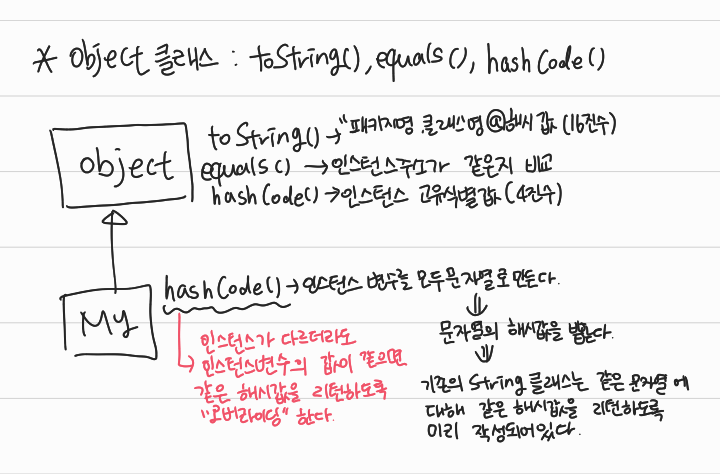 * object 클래스 : toString(), equals(), hashCode()
object
toString() → "패키지명.클래스명@해시값 (16진수)
equals() → 인스턴스주소가 같은지 비교
hashCode() → 인스턴스 고유식별값 (4진수)
My
hashCode() → 인스턴스 변수를 모두 문자열로 만든다.
⇓
문자열의 해시값을 뽑는다.
⇓
기존의 String 클래스는 같은 문자열에
대해 같은 해시값을 리턴하도록
미리 작성되어있다.
인스턴스가 다르더라도
↳ 인스턴스변수의 값이 같으면
같은 해시값을 리턴하도록
"오버라이딩" 한다.